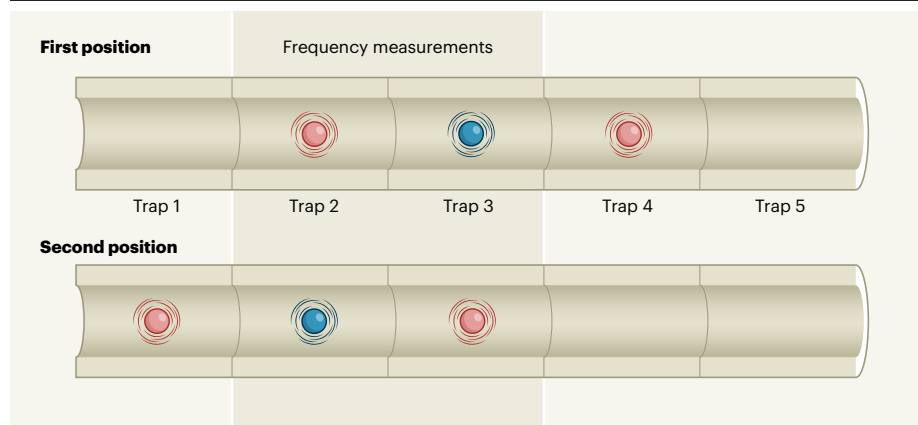 First position
Frequency measurements
Trap 1
Trap 2
Trap 3
Trap 4
Trap 5
Second position